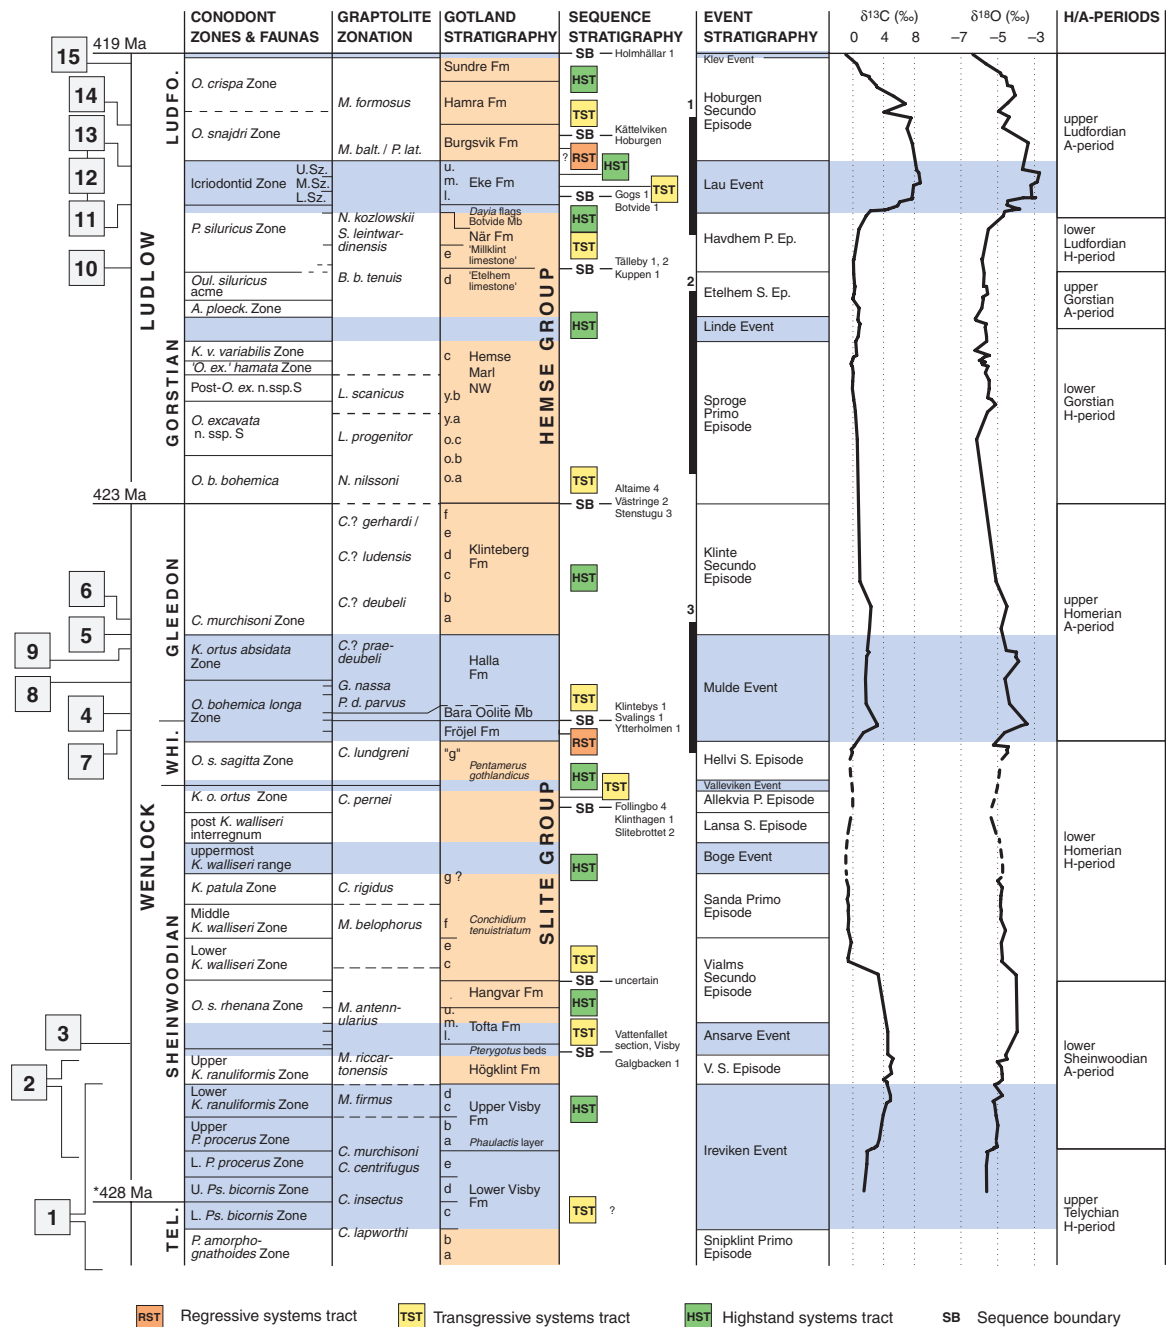 CONODONT
ZONES & FAUNAS
GRAPTOLITE
ZONATION
GOTLAND
STRATIGRAPHY
SEQUENCE
STRATIGRAPHY
EVENT
STRATIGRAPHY
δ13C (‰)
0 4 8
δ18O (‰)
−7 −5 −3
H/A-PERIODS
419 Ma
423 Ma
*428 Ma
15
14
13
12
11
10
6
5
9
8
4
7
3
2
1
LUDLOW
WENLOCK
LUDFO.
GORSTIAN
GLEEDON
WHI.
SHEINWOODIAN
TEL.
O. crispa Zone
O. snajdri Zone
Icriodontid Zone
U.Sz.
M.Sz.
L.Sz.
P. siluricus Zone
Oul. siluricus
acme
A. ploeck. Zone
K. v. variabilis Zone
'O. ex.' hamata Zone
Post-O. ex. n.ssp.S
O. excavata
n. ssp. S
O. b. bohemica
C. murchisoni Zone
K. ortus absidata
Zone
O. bohemica longa
Zone
O. s. sagitta Zone
K. o. ortus Zone
post K. walliseri
interregnum
uppermost
K. walliseri range
K. patula Zone
Middle
K. walliseri Zone
Lower
K. walliseri Zone
O. s. rhenana Zone
Upper
K. ranuliformis Zone
Lower
K. ranuliformis Zone
Upper
P. procerus Zone
L. P. procerus Zone
U. Ps. bicornis Zone
L. Ps. bicornis Zone
P. amorpho-
gnathoides Zone
M. formosus
M. balt. / P. lat.
N. kozlowskii
S. leintwar-
dinensis
B. b. tenuis
L. scanicus
L. progenitor
N. nilssoni
C.? gerhardi /
C.? ludensis
C.? deubeli
C.? prae-
deubeli
G. nassa
P. d. parvus
C. lundgreni
C. pernei
C. rigidus
M. belophorus
M. antenn-
ularius
M. riccar-
tonensis
M. firmus
C. murchisoni
C. centrifugus
C. insectus
C. lapworthi
Sundre Fm
Hamra Fm
Burgsvik Fm
u.
m. Eke Fm
l.
Dayia flags
Botvide Mb
När Fm
'Millklint
e limestone'
d 'Etelhem
limestone'
c Hemse
Marl
NW
y.b
y.a
o.c
o.b
o.a
HEMSE GROUP
f
e
d Klinteberg
Fm
c
b
a
Halla
Fm
Bara Oolite Mb
Fröjel Fm
"g" Pentamerus
gothlandicus
SLITE GROUP
g ?
f Conchidium
tenuistriatum
e
c
Hangvar Fm
u.
m. Tofta Fm
l.
Pterygotus beds
Högklint Fm
d
c Upper Visby
Fm
b
a Phaulactis layer
e
d Lower Visby
Fm
c
b
a
SB Holmhällar 1
HST
TST
SB Kättelviken
Hoburgen
? RST
HST
TST
SB Gogs 1
Botvide 1
HST
TST
SB Tälleby 1, 2
Kuppen 1
HST
TST
Altaime 4
SB Västringe 2
Stenstugu 3
HST
TST
Klintebys 1
SB Svalings 1
Ytterholmen 1
RST
HST
TST
SB Follingbo 4
Klinthagen 1
Slitebrottet 2
HST
TST
SB uncertain
HST
TST
Vattenfallet
section, Visby
SB
Galgbacken 1
HST
TST ?
1
2
3
Klev Event
Hoburgen
Secundo
Episode
Lau Event
Havdhem P. Ep.
Etelhem S. Ep.
Linde Event
Sproge
Primo
Episode
Klinte
Secundo
Episode
Mulde Event
Hellvi S. Episode
Valleviken Event
Allekvia P. Episode
Lansa S. Episode
Boge Event
Sanda Primo
Episode
Vialms
Secundo
Episode
Ansarve Event
V. S. Episode
Ireviken Event
Snipklint Primo
Episode
upper
Ludfordian
A-period
lower
Ludfordian
H-period
upper
Gorstian
A-period
lower
Gorstian
H-period
upper
Homerian
A-period
lower
Homerian
H-period
lower
Sheinwoodian
A-period
upper
Telychian
H-period
RST Regressive systems tract
TST Transgressive systems tract
HST Highstand systems tract
SB Sequence boundary